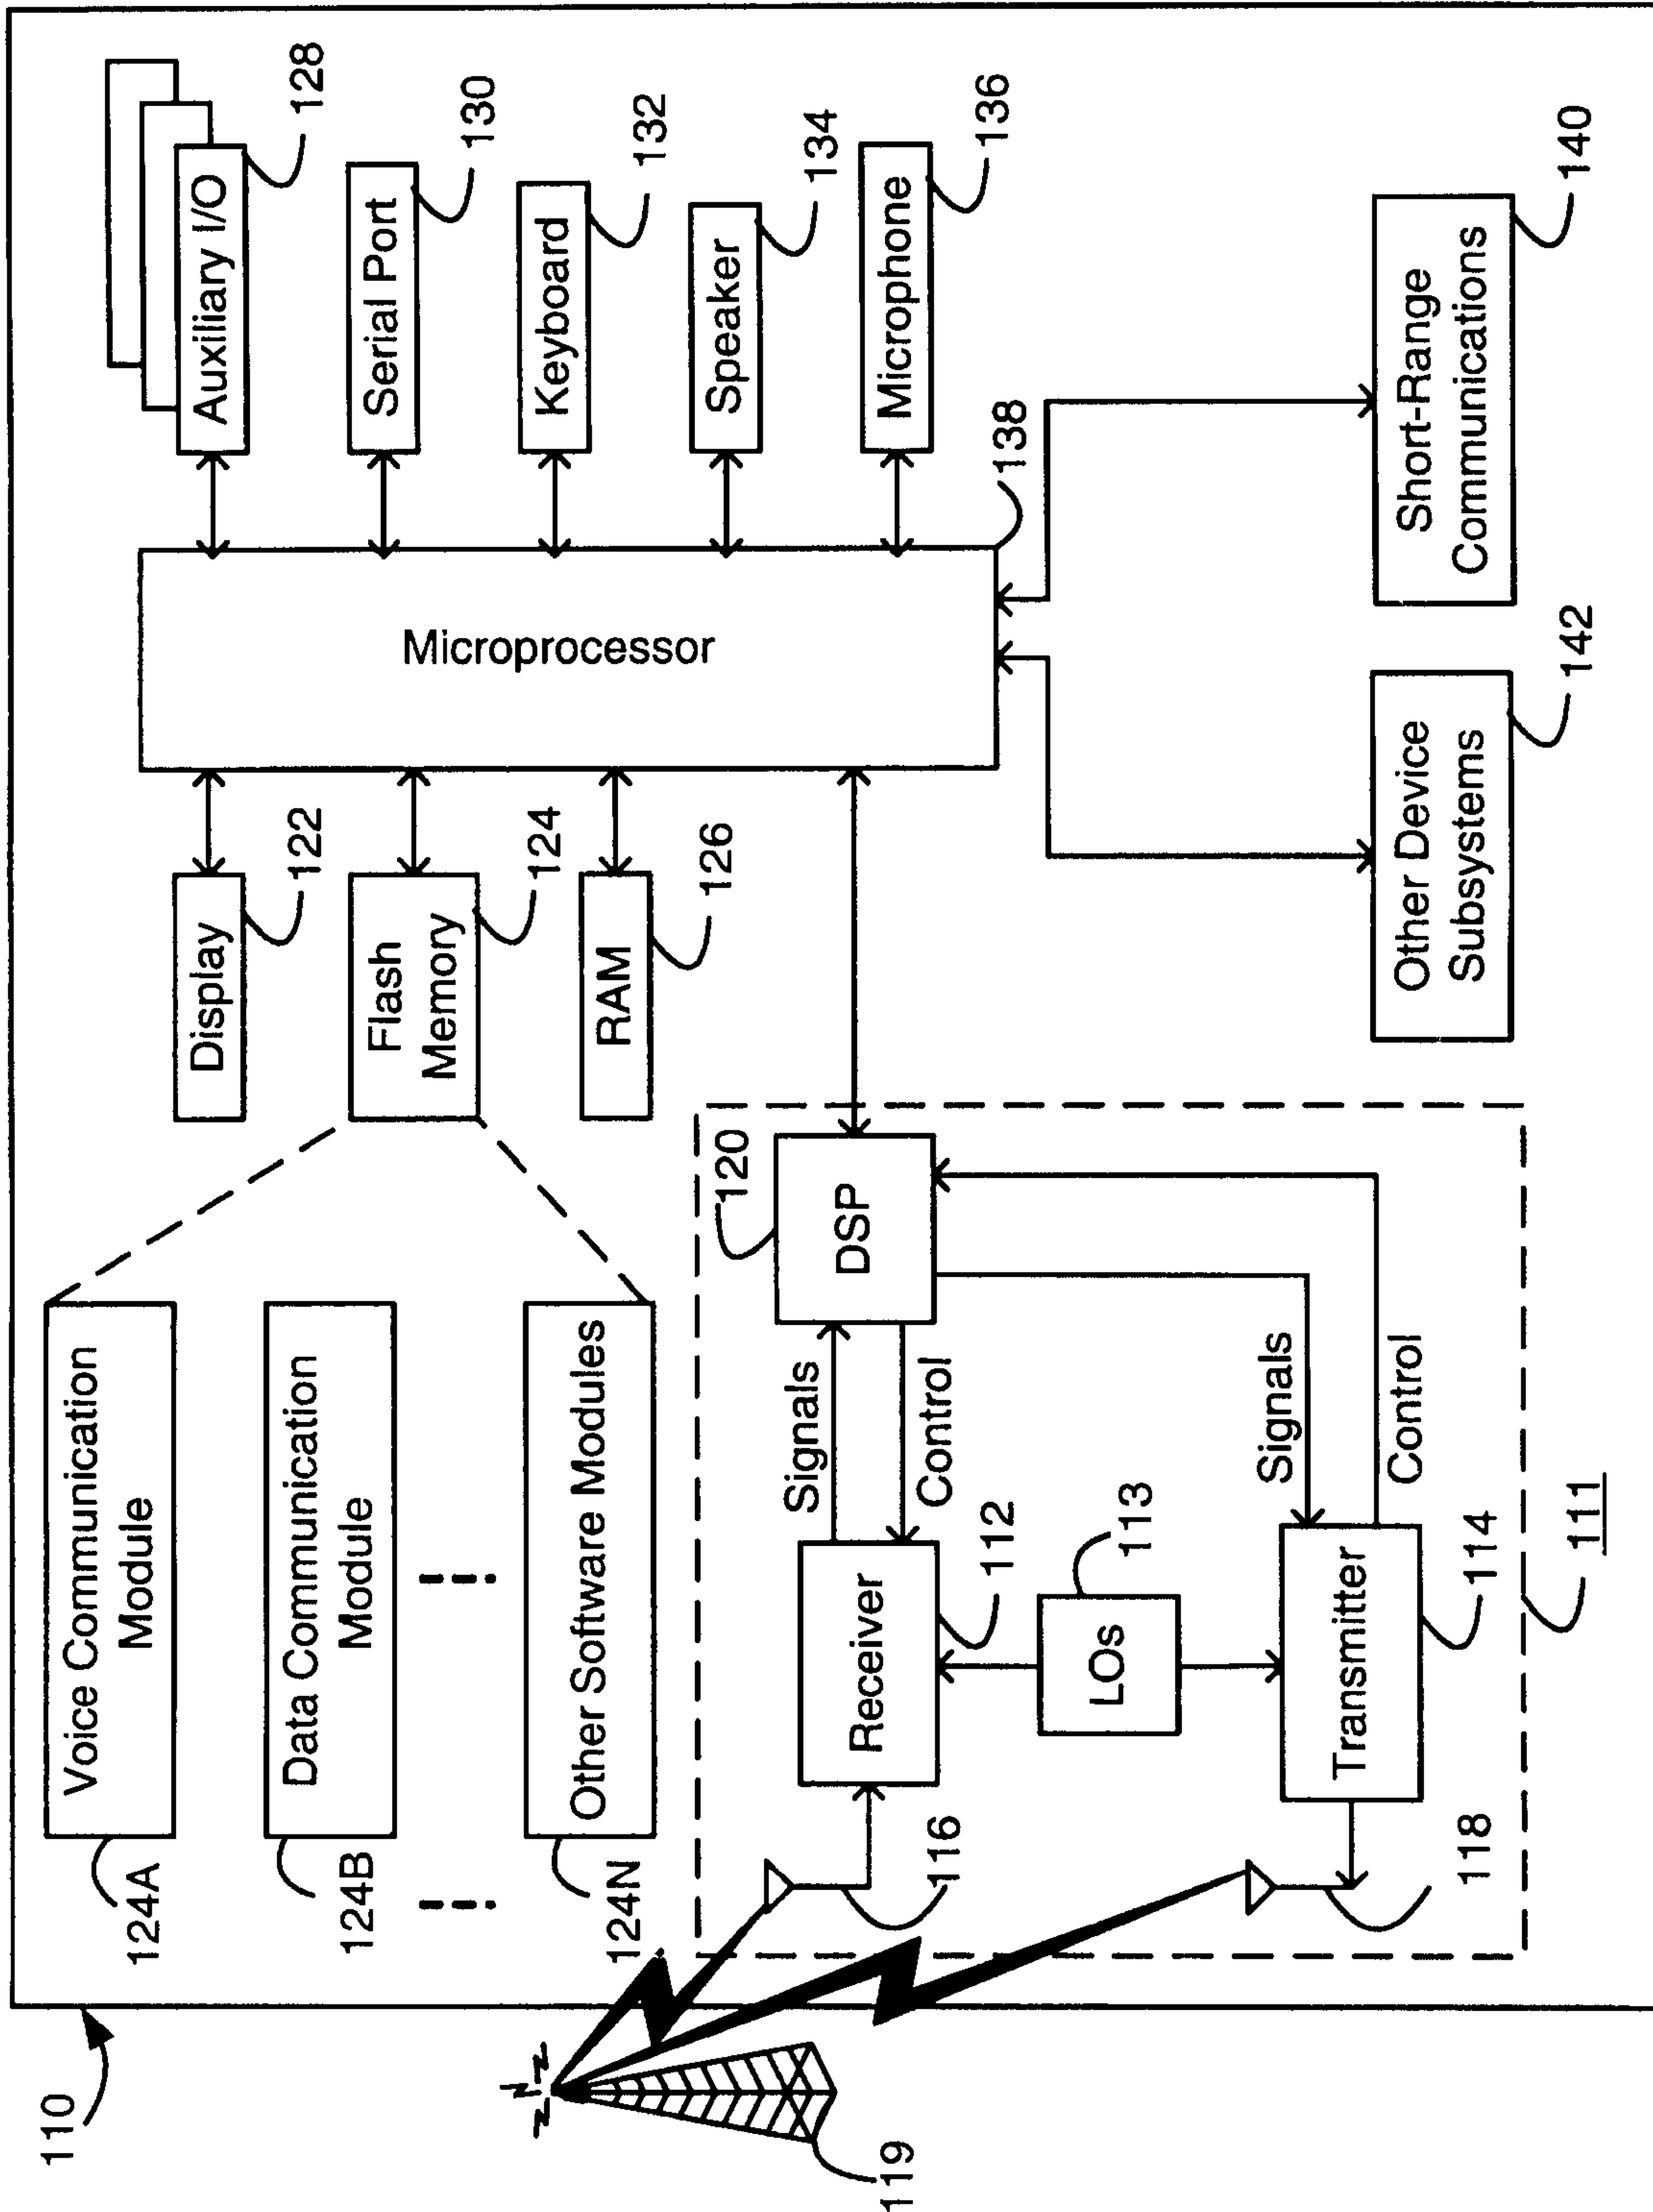 110
Voice Communication
Module
124A
Data Communication
Module
124B
Other Software Modules
124N
Display
122
Flash
Memory
124
RAM
126
Microprocessor
138
Auxiliary I/O
128
Serial Port
130
Keyboard
132
Speaker
134
Microphone
136
Short-Range
Communications
140
Other Device
Subsystems
142
DSP
120
Signals
Control
Receiver
112
LOs
113
Signals
Control
Transmitter
114
116
118
111
119